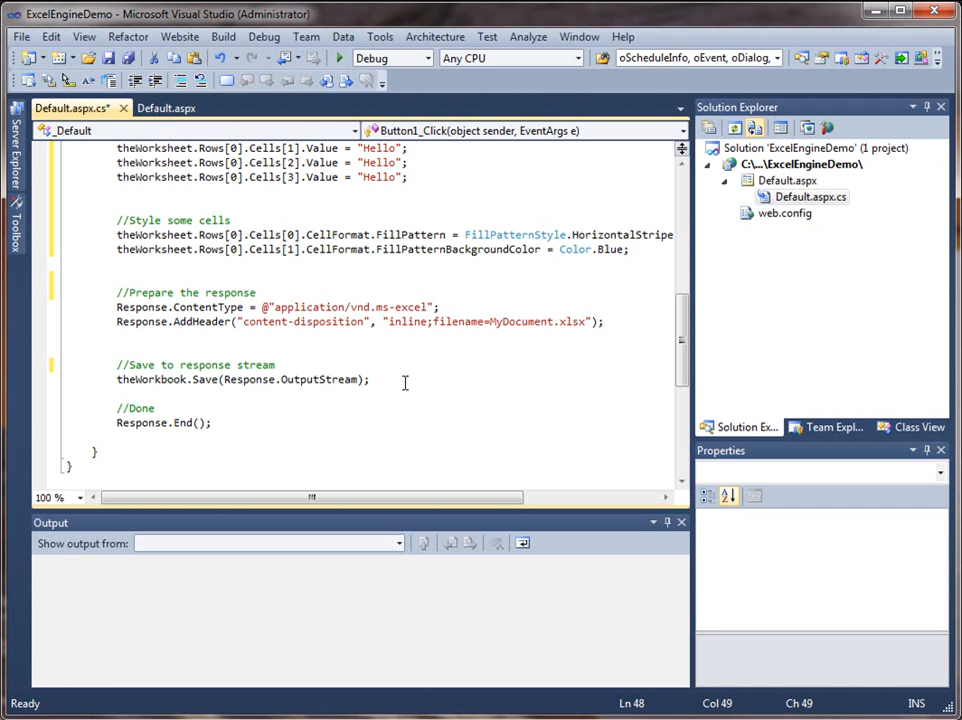 ExcelEngineDemo - Microsoft Visual Studio (Administrator)
File Edit View Refactor Website Build Debug Team Data Tools Architecture Test Analyze Window Help
Debug Any CPU oScheduleInfo, oEvent, oDialog,
Default.aspx.cs* Default.aspx
_Default Button1_Click(object sender, EventArgs e)
Server Explorer
Toolbox
theWorksheet.Rows[0].Cells[1].Value = "Hello";
theWorksheet.Rows[0].Cells[2].Value = "Hello";
theWorksheet.Rows[0].Cells[3].Value = "Hello";
//Style some cells
theWorksheet.Rows[0].Cells[0].CellFormat.FillPattern = FillPatternStyle.HorizontalStripe
theWorksheet.Rows[0].Cells[1].CellFormat.FillPatternBackgroundColor = Color.Blue;
//Prepare the response
Response.ContentType = @"application/vnd.ms-excel";
Response.AddHeader("content-disposition", "inline;filename=MyDocument.xlsx");
//Save to response stream
theWorkbook.Save(Response.OutputStream);
//Done
Response.End();
}
}
100 %
Solution Explorer
Solution 'ExcelEngineDemo' (1 project)
C:\...\ExcelEngineDemo\
Default.aspx
Default.aspx.cs
web.config
Solution Ex... Team Expl... Class View
Properties
Output
Show output from:
Ready Ln 48 Col 49 Ch 49 INS